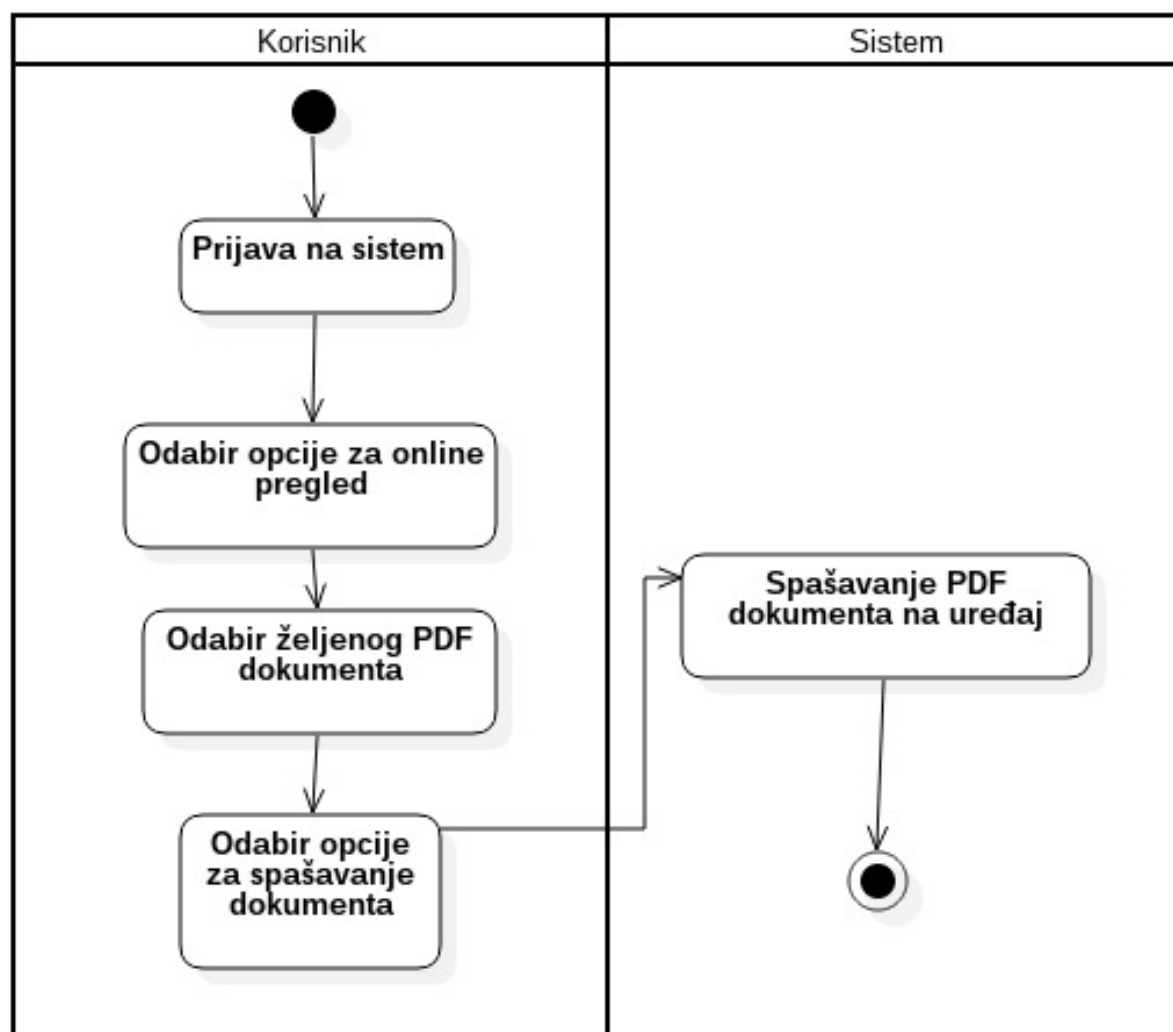 Korisnik
Sistem
Prijava na sistem
Odabir opcije za online
pregled
Odabir željenog PDF
dokumenta
Odabir opcije
za spašavanje
dokumenta
Spašavanje PDF
dokumenta na uređaj